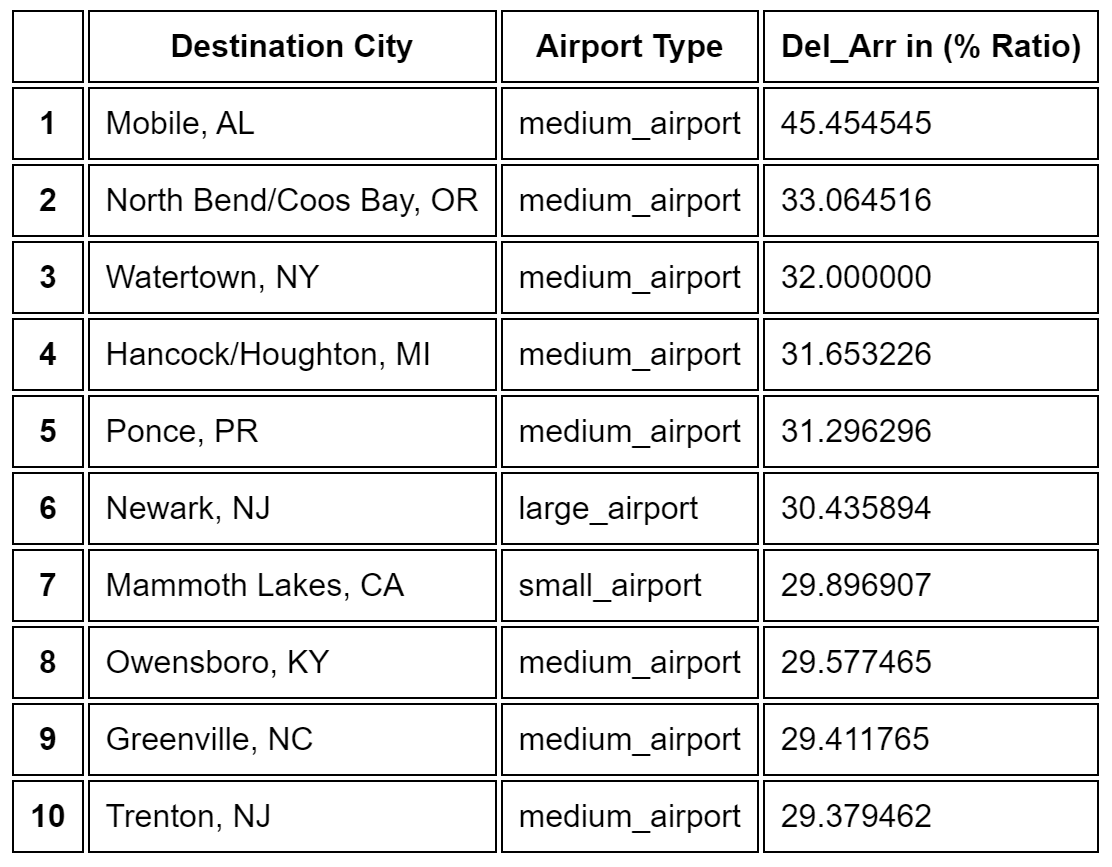 Destination City Airport Type Del_Arr in (% Ratio)
1 Mobile, AL medium_airport 45.454545
2 North Bend/Coos Bay, OR medium_airport 33.064516
3 Watertown, NY medium_airport 32.000000
4 Hancock/Houghton, MI medium_airport 31.653226
5 Ponce, PR medium_airport 31.296296
6 Newark, NJ large_airport 30.435894
7 Mammoth Lakes, CA small_airport 29.896907
8 Owensboro, KY medium_airport 29.577465
9 Greenville, NC medium_airport 29.411765
10 Trenton, NJ medium_airport 29.379462